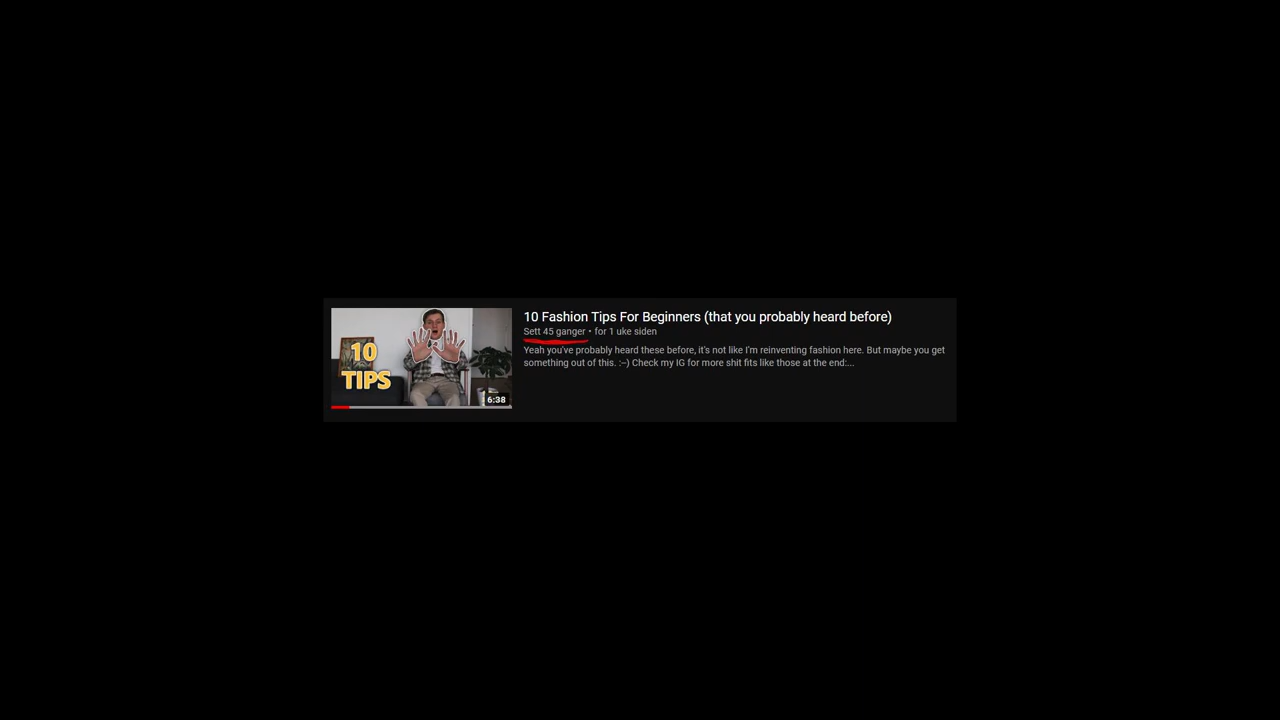 10
TIPS
6:38
10 Fashion Tips For Beginners (that you probably heard before)
Sett 45 ganger • for 1 uke siden
Yeah you've probably heard these before, it's not like I'm reinventing fashion here. But maybe you get
something out of this. :~) Check my IG for more shit fits like those at the end:...